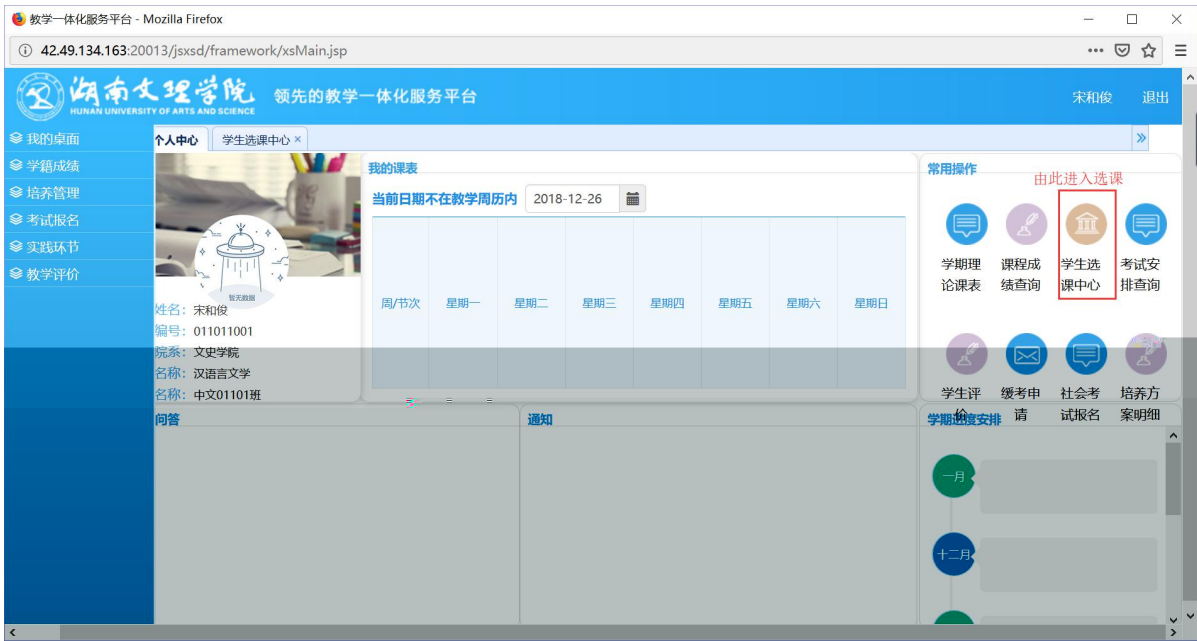 教学一体化服务平台 - Mozilla Firefox
42.49.134.163:20013/jsxsd/framework/xsMain.jsp
湖南文理学院
HUNAN UNIVERSITY OF ARTS AND SCIENCE
领先的教学一体化服务平台
宋和俊 退出
我的桌面
学籍成绩
培养管理
考试报名
实践环节
教学评价
个人中心 学生选课中心 ×
暂无数据
姓名：宋和俊
编号：011011001
院系：文史学院
名称：汉语言文学
名称：中文01101班
我的课表
当前日期不在教学周历内 2018-12-26
周/节次 星期一 星期二 星期三 星期四 星期五 星期六 星期日
常用操作
由此进入选课
学期理论课表
课程成绩查询
学生选课中心
考试安排查询
学生评价
缓考申请
社会考试报名
培养方案明细
问答
通知
学期进度安排
一月
十二月